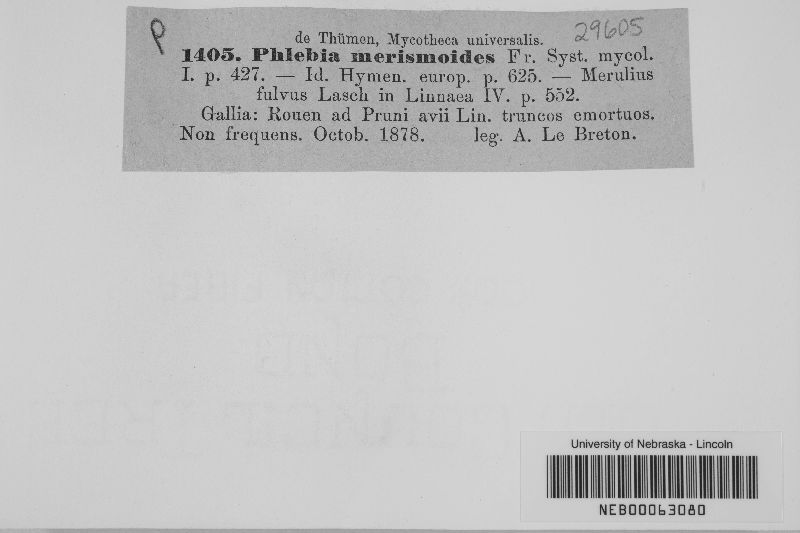 de Thümen, Mycotheca universalis. 29605
P
1405. Phlebia merismoides Fr. Syst. mycol.
I. p. 427. — Id. Hymen. europ. p. 625. — Merulius
fulvus Lasch in Linnaea IV. p. 552.
Gallia: Rouen ad Pruni avii Lin. truncos emortuos.
Non frequens. Octob. 1878. leg. A. Le Breton.
University of Nebraska - Lincoln
NEB00063080